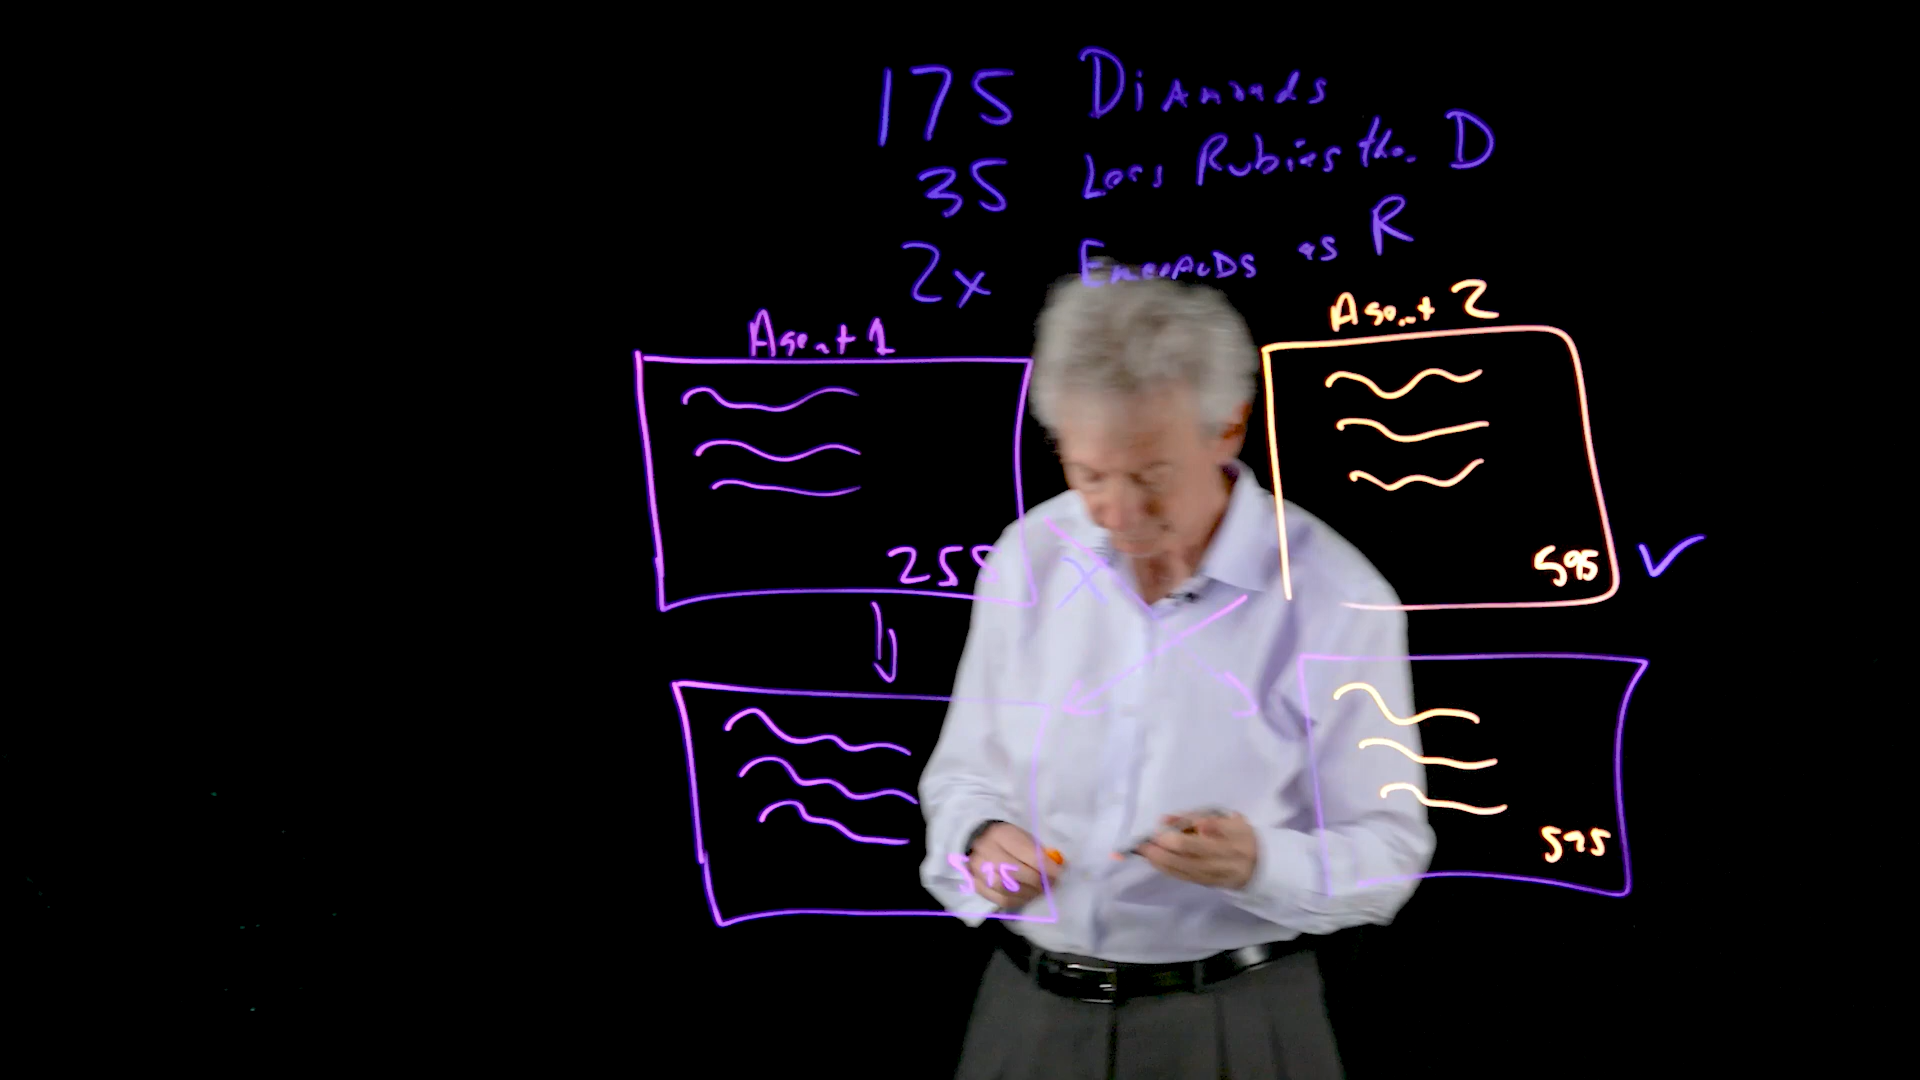 175 Diamonds
35 Less Rubies than D
2x Emeralds as R
Agent 1
Agent 2
255
X
595
595
595